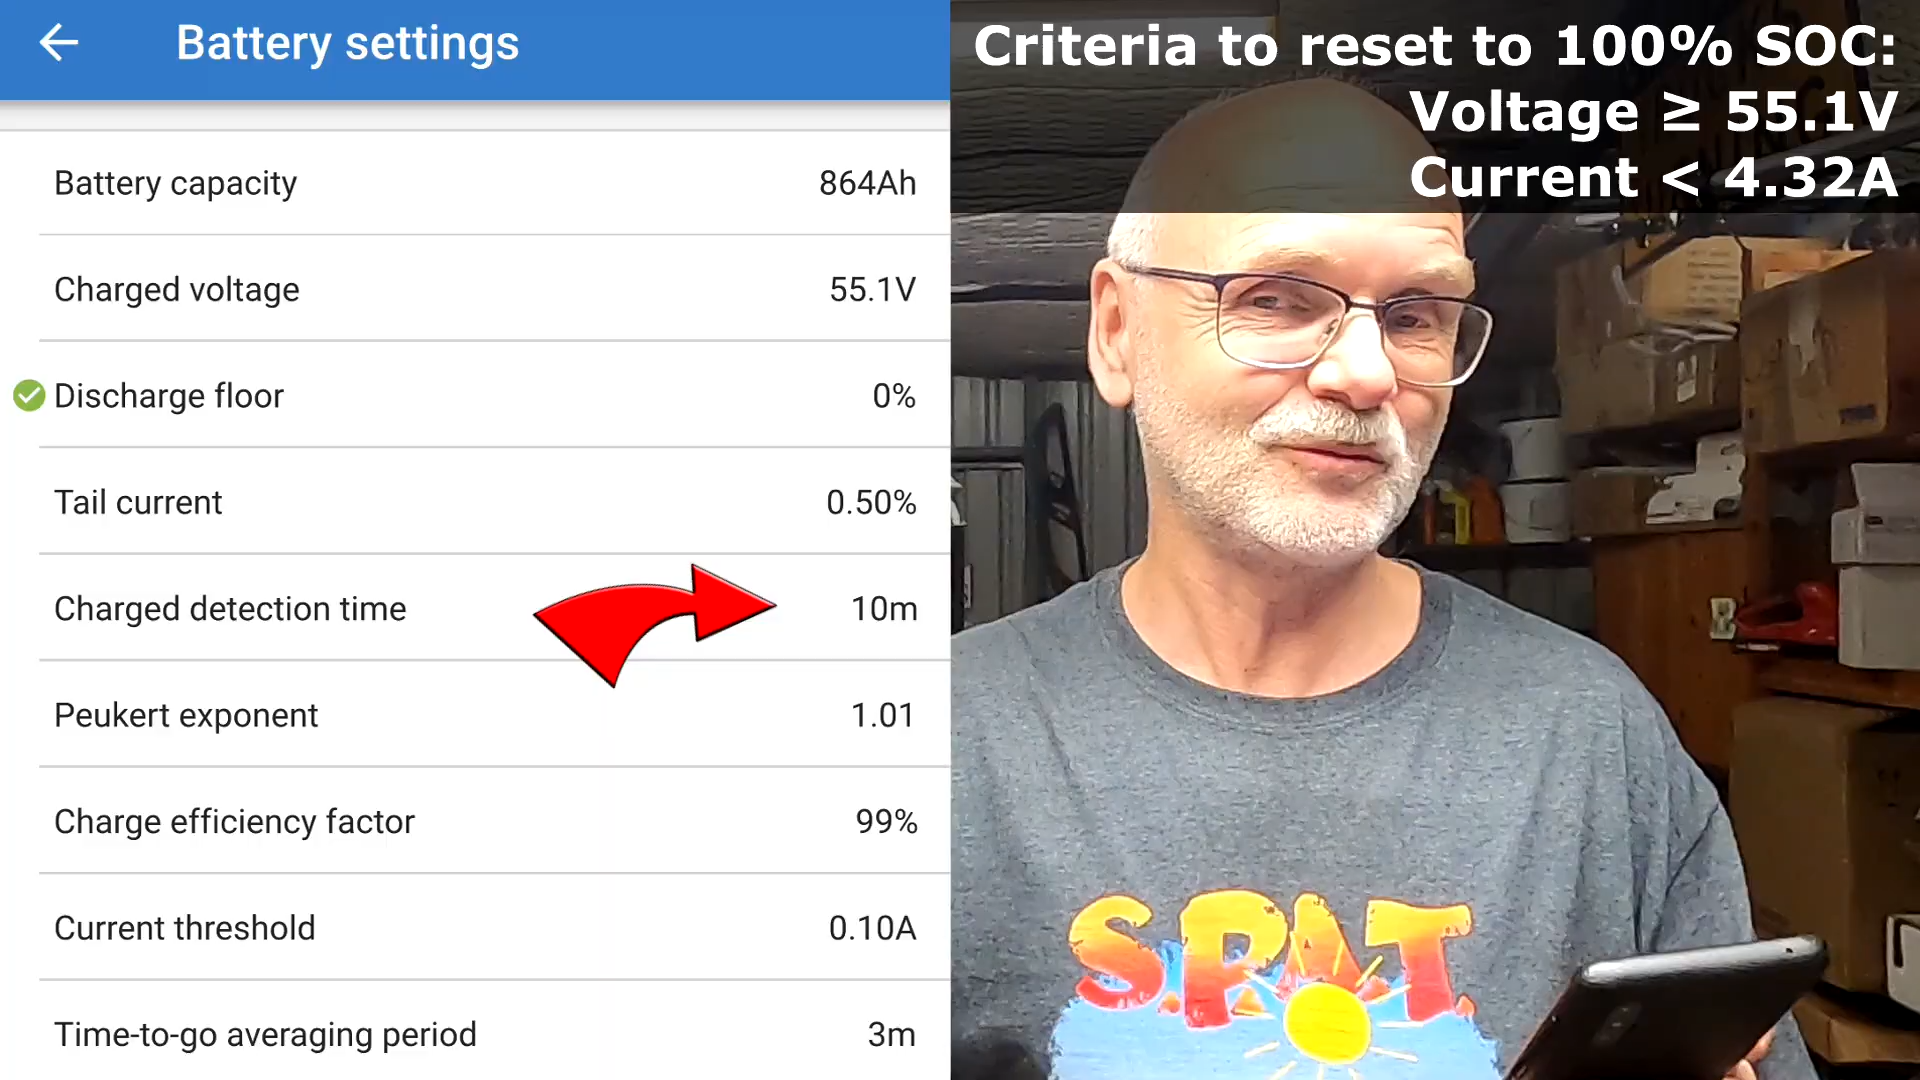 Battery settings
Battery capacity 864Ah
Charged voltage 55.1V
Discharge floor 0%
Tail current 0.50%
Charged detection time 10m
Peukert exponent 1.01
Charge efficiency factor 99%
Current threshold 0.10A
Time-to-go averaging period 3m
Criteria to reset to 100% SOC:
Voltage ≥ 55.1V
Current < 4.32A
S.P.A.T.